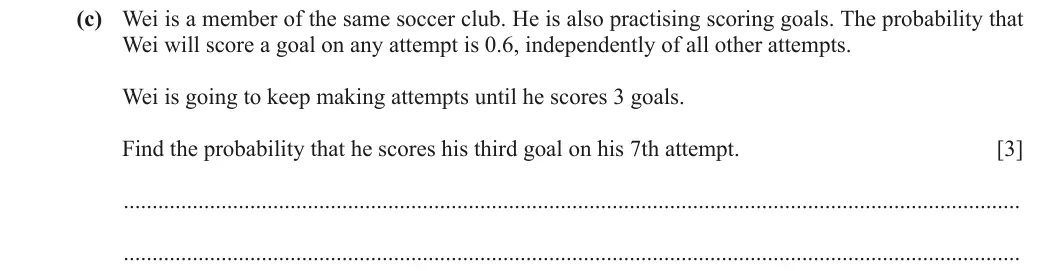 (c) Wei is a member of the same soccer club. He is also practising scoring goals. The probability that
Wei will score a goal on any attempt is 0.6, independently of all other attempts.
Wei is going to keep making attempts until he scores 3 goals.
Find the probability that he scores his third goal on his 7th attempt. [3]